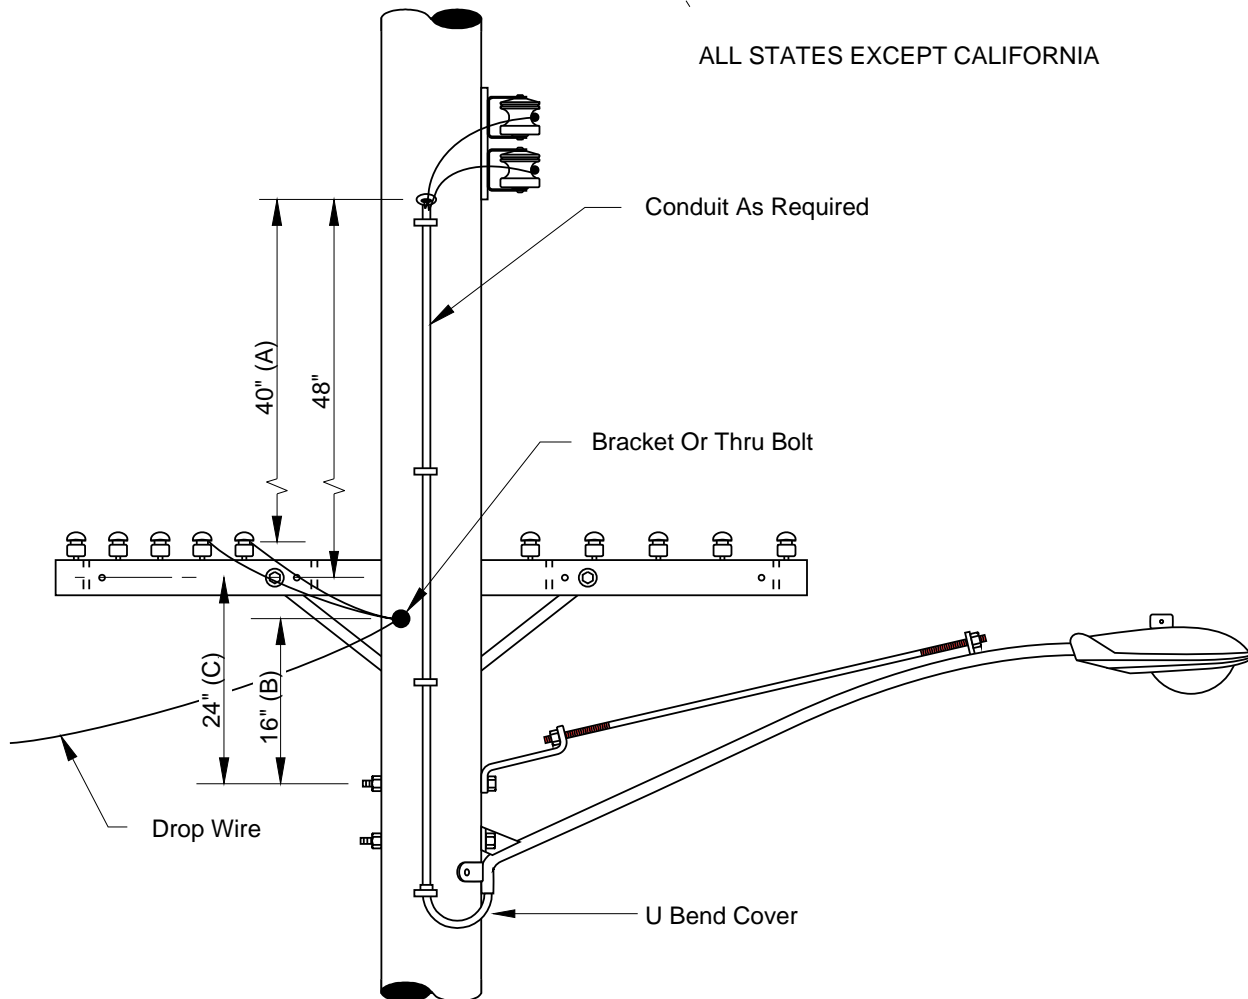 ALL STATES EXCEPT CALIFORNIA
Conduit As Required
40" (A)
48"
Bracket Or Thru Bolt
24" (C)
16" (B)
Drop Wire
U Bend Cover